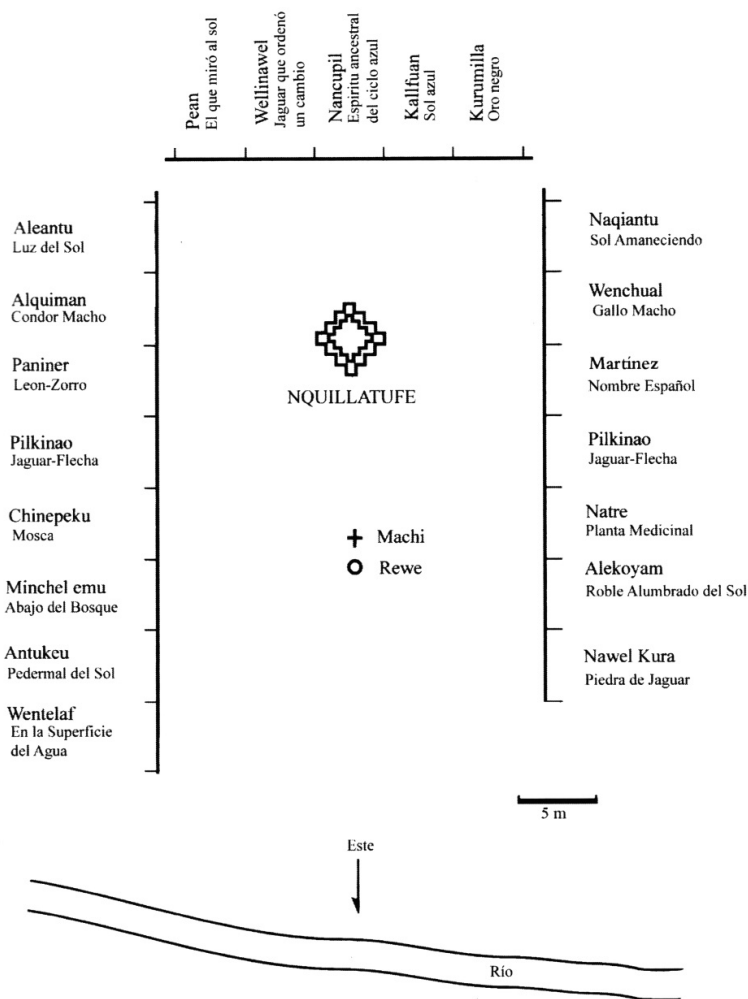 Pean
El que miró al sol
Wellinawel
Jaguar que ordenó
un cambio
Nancupil
Espiritu ancestral
del ciclo azul
Kallfuan
Sol azul
Kurumilla
Oro negro
Aleantu
Luz del Sol
Alquiman
Condor Macho
Paniner
Leon-Zorro
Pilkinao
Jaguar-Flecha
Chinepeku
Mosca
Minchel emu
Abajo del Bosque
Antukeu
Pedermal del Sol
Wentelaf
En la Superficie
del Agua
NQUILLATUFE
Machi
Rewe
Naqiantu
Sol Amaneciendo
Wenchual
Gallo Macho
Martínez
Nombre Español
Pilkinao
Jaguar-Flecha
Natre
Planta Medicinal
Alekoyam
Roble Alumbrado del Sol
Nawel Kura
Piedra de Jaguar
5 m
Este
Río